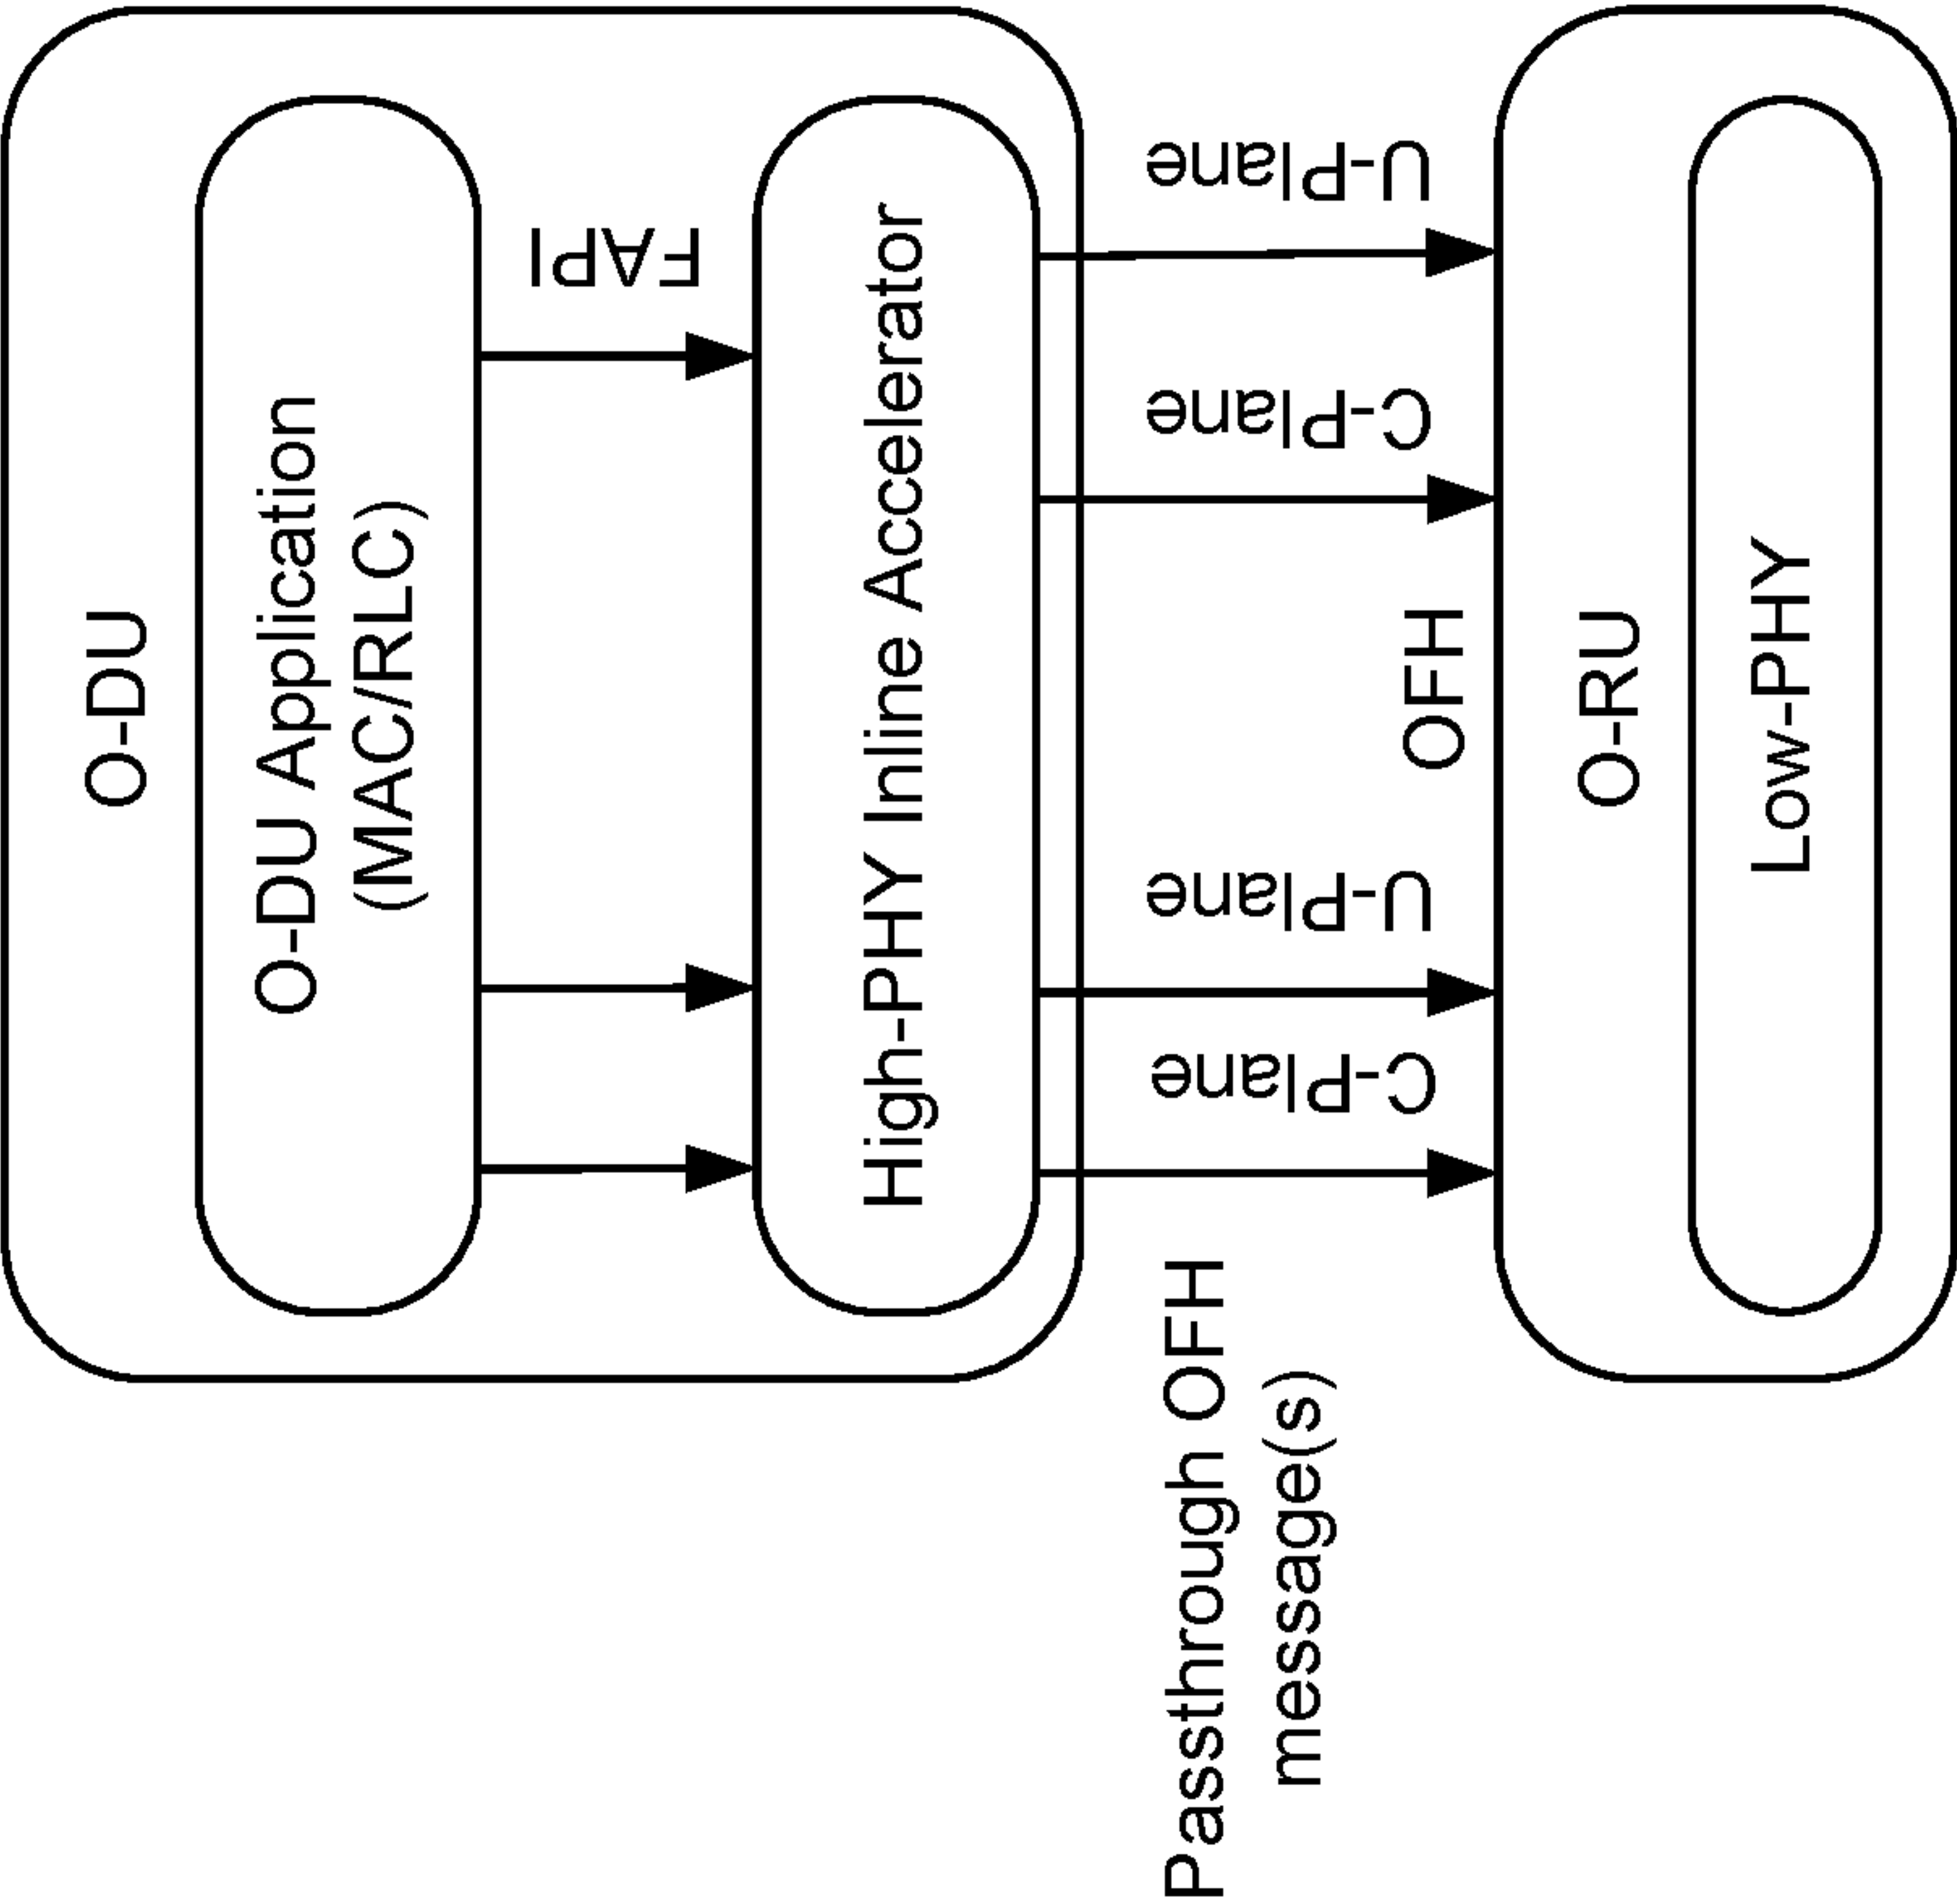 O-DU
O-DU Application
(MAC/RLC)
FAPI
High-PHY Inline Accelerator
Passthrough OFH
message(s)
C-Plane
U-Plane
C-Plane
U-Plane
OFH
O-RU
Low-PHY